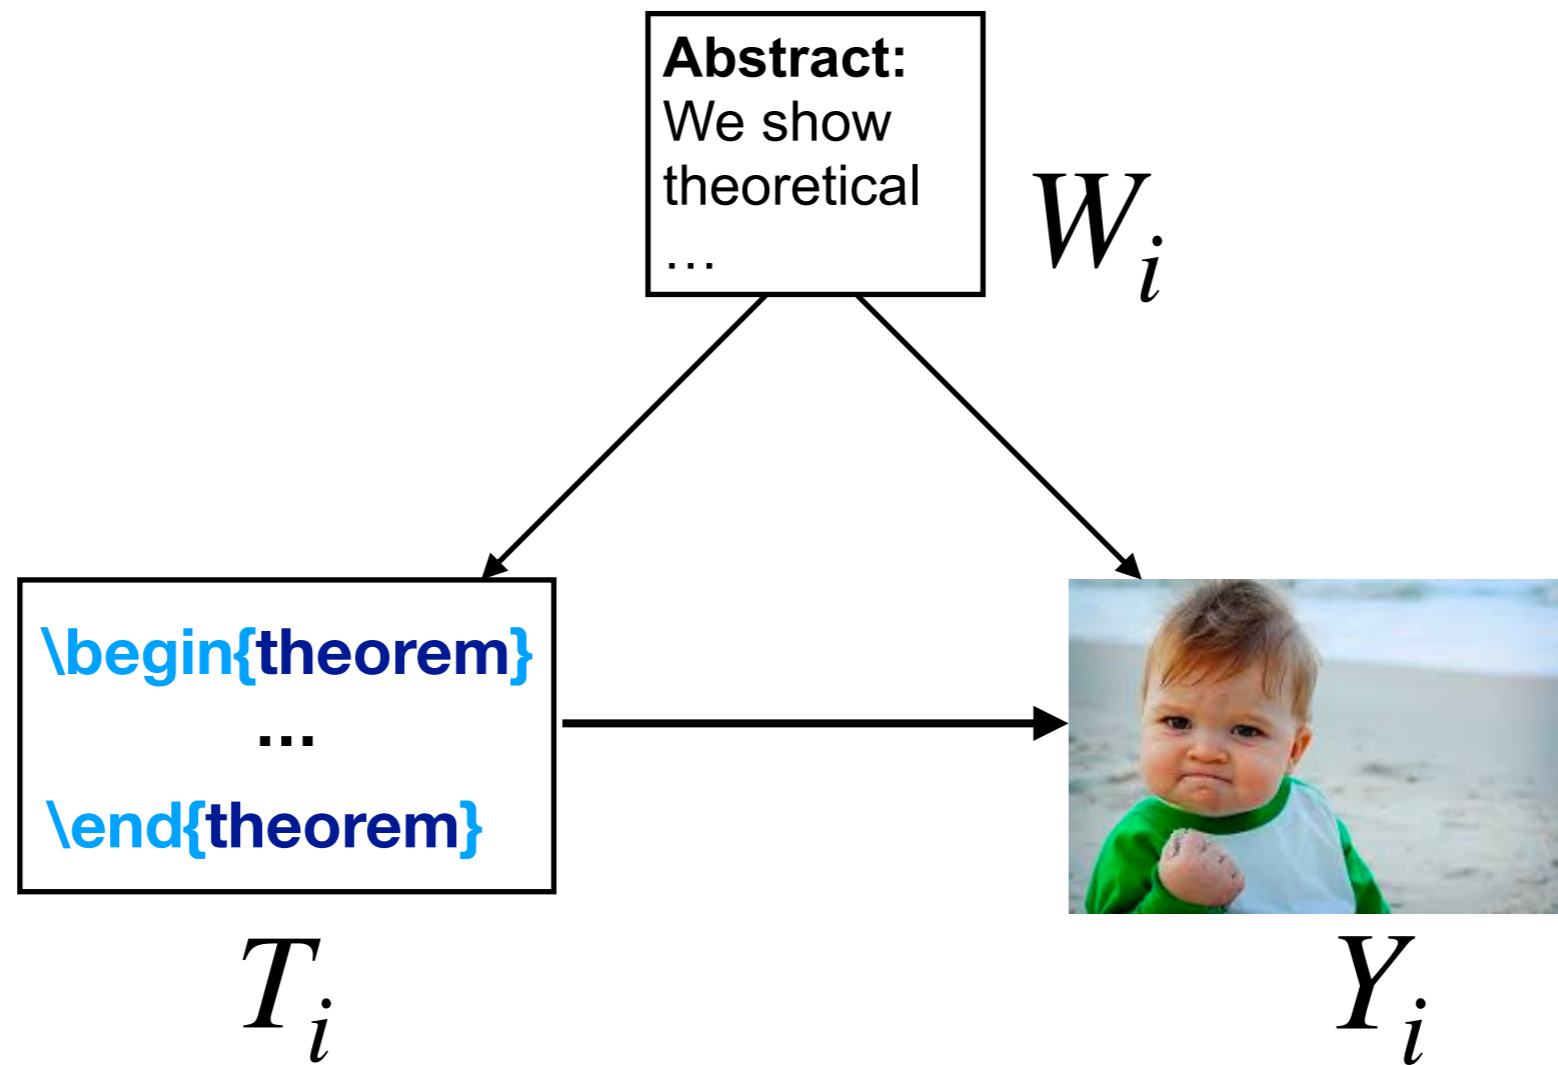 Abstract:
We show
theoretical
…
W_i
\begin{theorem}
...
\end{theorem}
T_i
Y_i